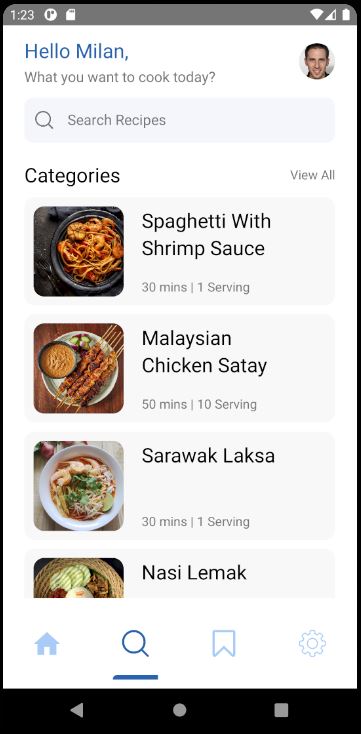 1:23
Hello Milan,
What you want to cook today?
Search Recipes
Categories
View All
Spaghetti With
Shrimp Sauce
30 mins | 1 Serving
Malaysian
Chicken Satay
50 mins | 10 Serving
Sarawak Laksa
30 mins | 1 Serving
Nasi Lemak